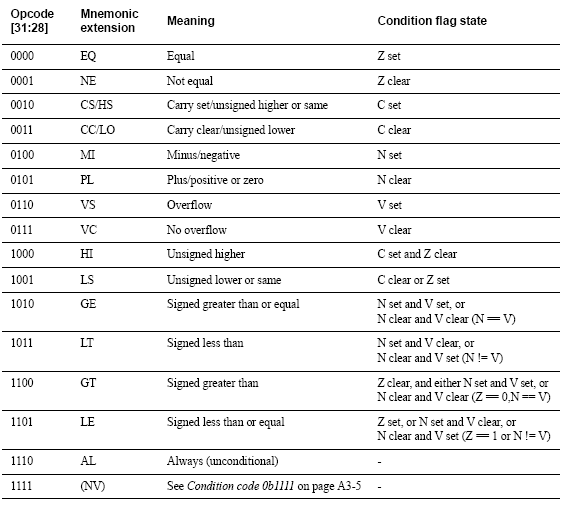 Opcode [31:28] Mnemonic extension Meaning Condition flag state
0000 EQ Equal Z set
0001 NE Not equal Z clear
0010 CS/HS Carry set/unsigned higher or same C set
0011 CC/LO Carry clear/unsigned lower C clear
0100 MI Minus/negative N set
0101 PL Plus/positive or zero N clear
0110 VS Overflow V set
0111 VC No overflow V clear
1000 HI Unsigned higher C set and Z clear
1001 LS Unsigned lower or same C clear or Z set
1010 GE Signed greater than or equal N set and V set, or
N clear and V clear (N == V)
1011 LT Signed less than N set and V clear, or
N clear and V set (N != V)
1100 GT Signed greater than Z clear, and either N set and V set, or
N clear and V clear (Z == 0,N == V)
1101 LE Signed less than or equal Z set, or N set and V clear, or
N clear and V set (Z == 1 or N != V)
1110 AL Always (unconditional) -
1111 (NV) See Condition code 0b1111 on page A3-5 -